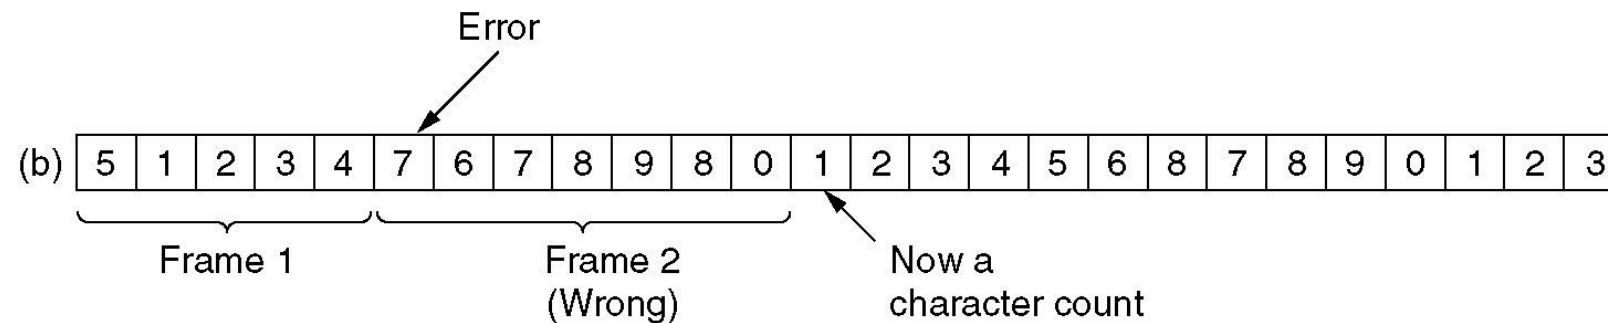 Error
(b) 5 1 2 3 4 7 6 7 8 9 8 0 1 2 3 4 5 6 8 7 8 9 0 1 2 3
Frame 1
Frame 2
(Wrong)
Now a
character count